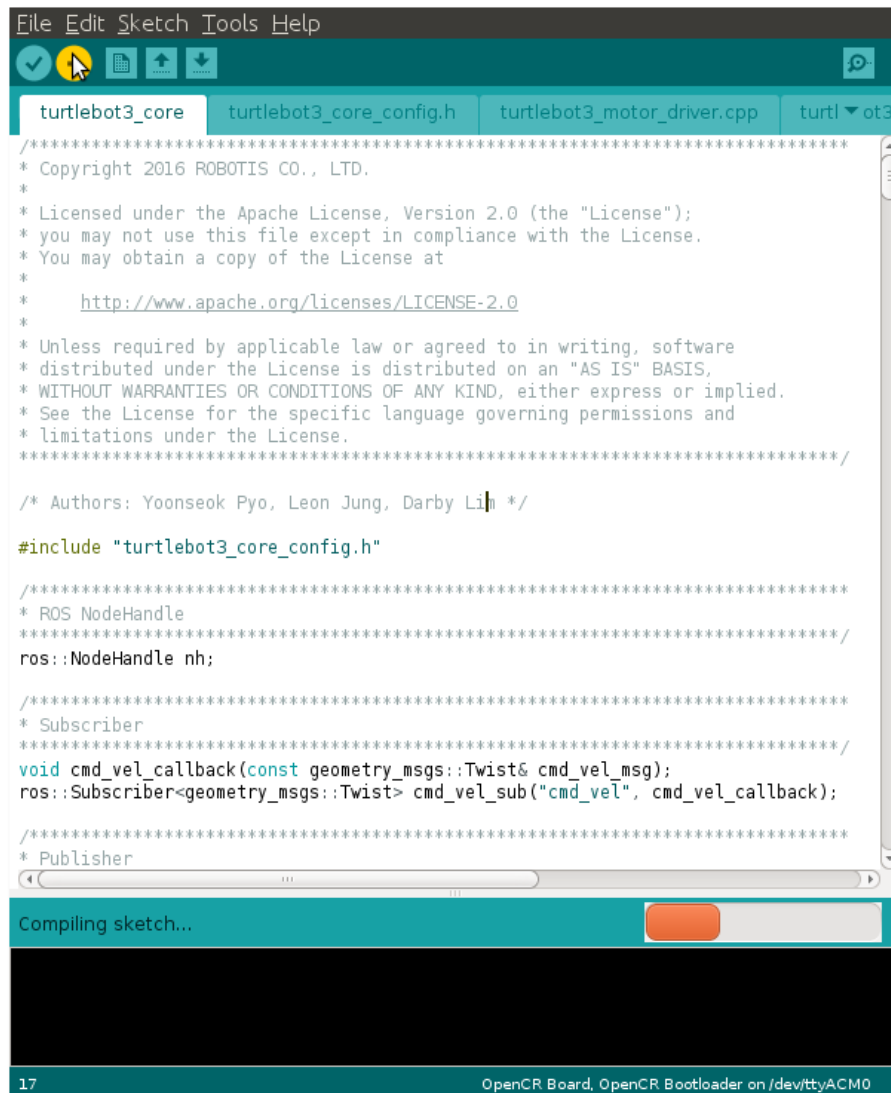 File Edit Sketch Tools Help
turtlebot3_core turtlebot3_core_config.h turtlebot3_motor_driver.cpp turtl ot3
/*******************************************************************************
* Copyright 2016 ROBOTIS CO., LTD.
*
* Licensed under the Apache License, Version 2.0 (the "License");
* you may not use this file except in compliance with the License.
* You may obtain a copy of the License at
*
*     http://www.apache.org/licenses/LICENSE-2.0
*
* Unless required by applicable law or agreed to in writing, software
* distributed under the License is distributed on an "AS IS" BASIS,
* WITHOUT WARRANTIES OR CONDITIONS OF ANY KIND, either express or implied.
* See the License for the specific language governing permissions and
* limitations under the License.
*******************************************************************************/
/* Authors: Yoonseok Pyo, Leon Jung, Darby Lim */
#include "turtlebot3_core_config.h"
/*******************************************************************************
* ROS NodeHandle
*******************************************************************************/
ros::NodeHandle nh;
/*******************************************************************************
* Subscriber
*******************************************************************************/
void cmd_vel_callback(const geometry_msgs::Twist& cmd_vel_msg);
ros::Subscriber<geometry_msgs::Twist> cmd_vel_sub("cmd_vel", cmd_vel_callback);
/*******************************************************************************
* Publisher
Compiling sketch...
17 OpenCR Board, OpenCR Bootloader on /dev/ttyACM0